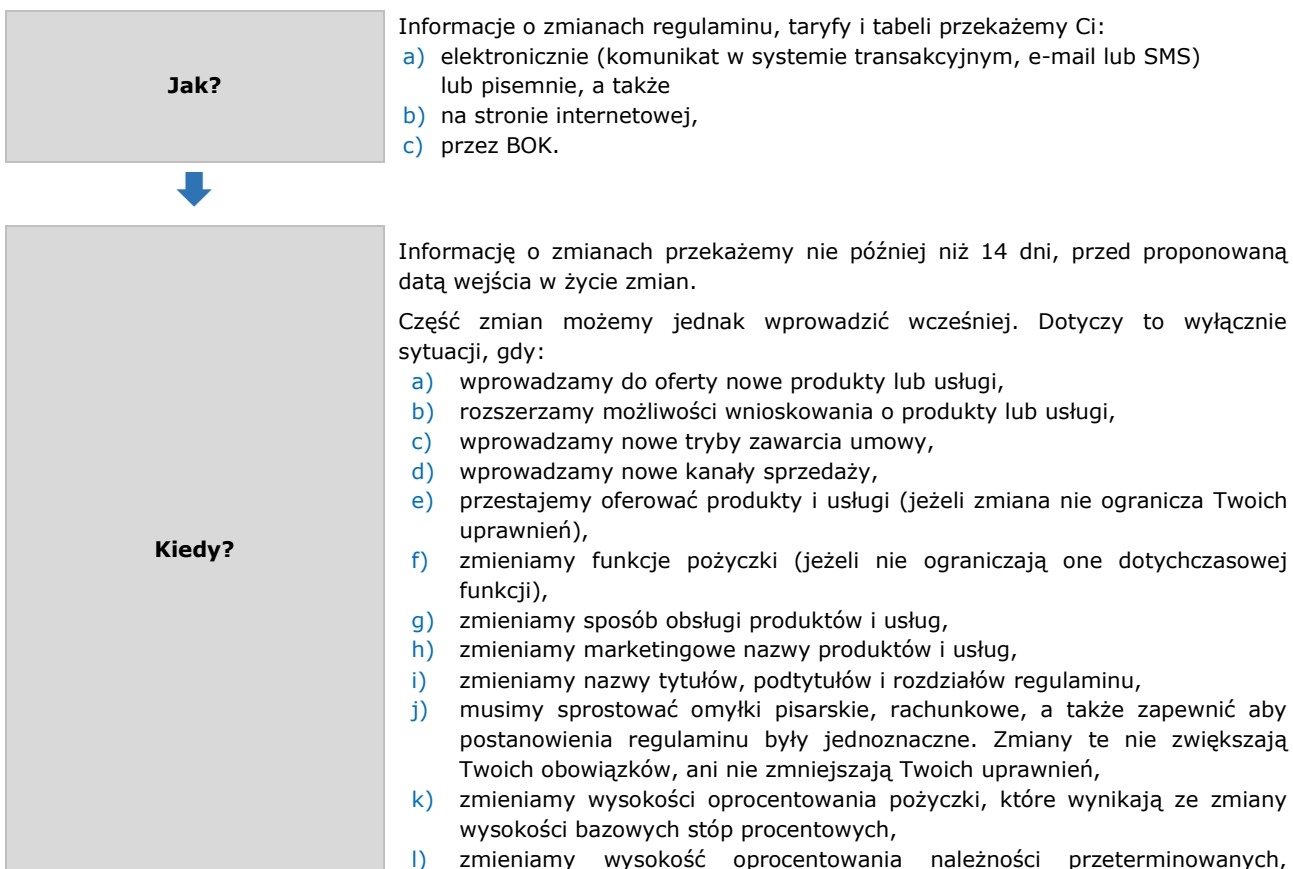 Jak?
Informacje o zmianach regulaminu, taryfy i tabeli przekażemy Ci:
a) elektronicznie (komunikat w systemie transakcyjnym, e-mail lub SMS)
lub pisemnie, a także
b) na stronie internetowej,
c) przez BOK.
Kiedy?
Informację o zmianach przekażemy nie później niż 14 dni, przed proponowaną
datą wejścia w życie zmian.
Część zmian możemy jednak wprowadzić wcześniej. Dotyczy to wyłącznie
sytuacji, gdy:
a) wprowadzamy do oferty nowe produkty lub usługi,
b) rozszerzamy możliwości wnioskowania o produkty lub usługi,
c) wprowadzamy nowe tryby zawarcia umowy,
d) wprowadzamy nowe kanały sprzedaży,
e) przestajemy oferować produkty i usługi (jeżeli zmiana nie ogranicza Twoich
uprawnień),
f) zmieniamy funkcje pożyczki (jeżeli nie ograniczają one dotychczasowej
funkcji),
g) zmieniamy sposób obsługi produktów i usług,
h) zmieniamy marketingowe nazwy produktów i usług,
i) zmieniamy nazwy tytułów, podtytułów i rozdziałów regulaminu,
j) musimy sprostować omyłki pisarskie, rachunkowe, a także zapewnić aby
postanowienia regulaminu były jednoznaczne. Zmiany te nie zwiększają
Twoich obowiązków, ani nie zmniejszają Twoich uprawnień,
k) zmieniamy wysokości oprocentowania pożyczki, które wynikają ze zmiany
wysokości bazowych stóp procentowych,
l) zmieniamy wysokość oprocentowania należności przeterminowanych,